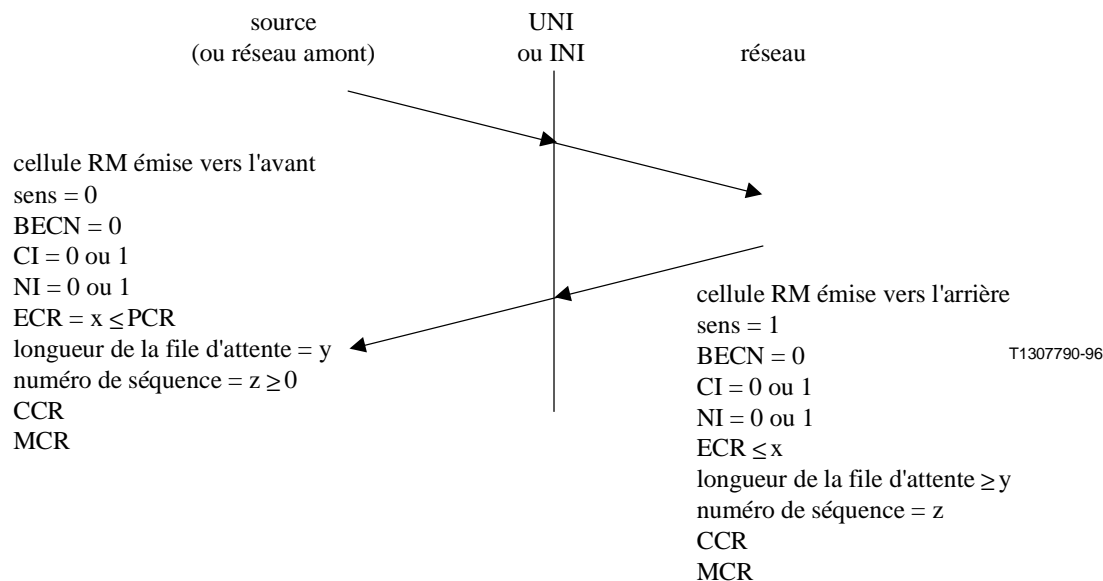 source
(ou réseau amont)
UNI
ou INI
réseau
cellule RM émise vers l'avant
sens = 0
BECN = 0
CI = 0 ou 1
NI = 0 ou 1
ECR = x ≤ PCR
longueur de la file d'attente = y
numéro de séquence = z ≥ 0
CCR
MCR
cellule RM émise vers l'arrière
sens = 1
BECN = 0
CI = 0 ou 1
NI = 0 ou 1
ECR ≤ x
longueur de la file d'attente ≥ y
numéro de séquence = z
CCR
MCR
T1307790-96